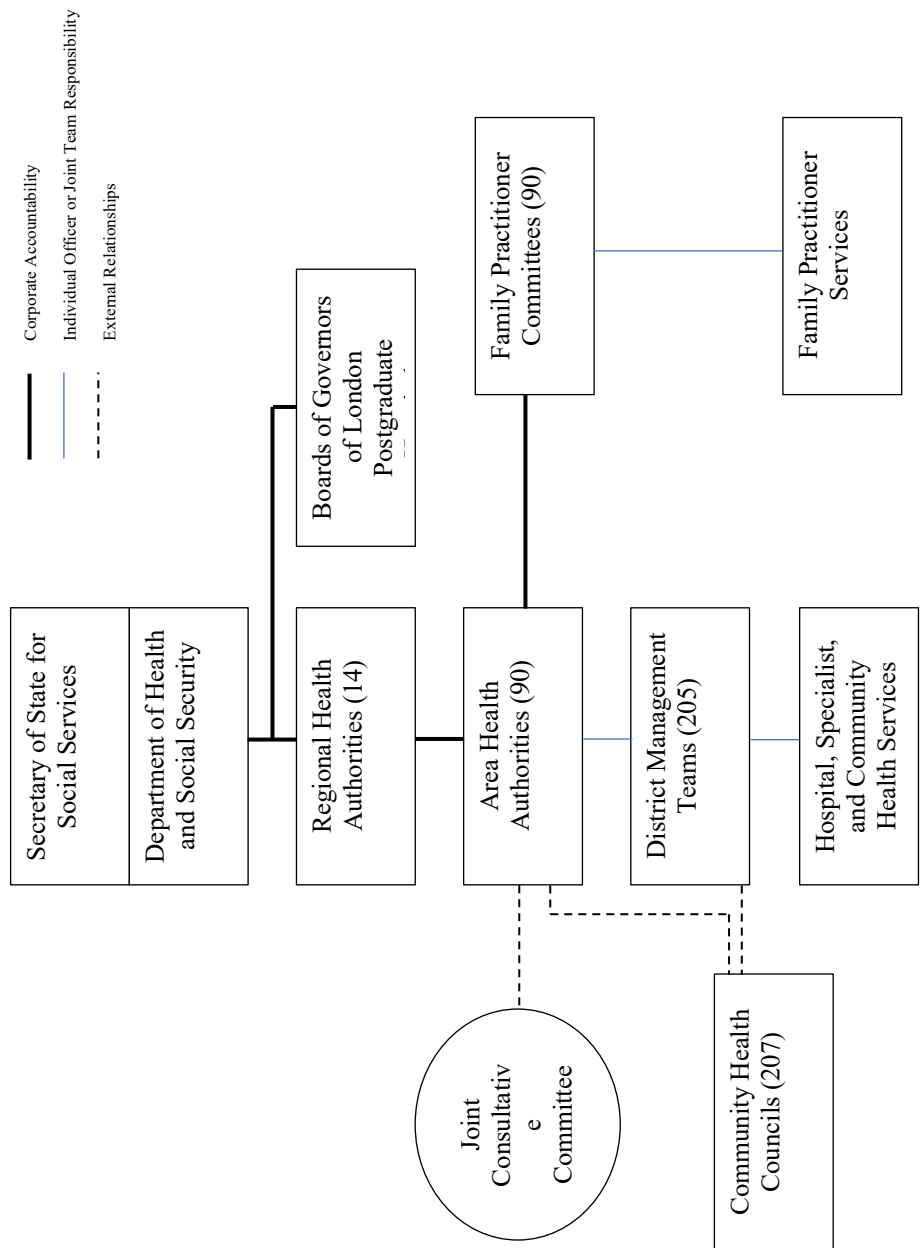 Corporate Accountability
Individual Officer or Joint Team Responsibility
External Relationships
Secretary of State for
Social Services
Department of Health
and Social Security
Regional Health
Authorities (14)
Boards of Governors
of London
Postgraduate
Area Health
Authorities (90)
Family Practitioner
Committees (90)
Joint
Consultativ
e
Committee
District Management
Teams (205)
Community Health
Councils (207)
Hospital, Specialist,
and Community
Health Services
Family Practitioner
Services